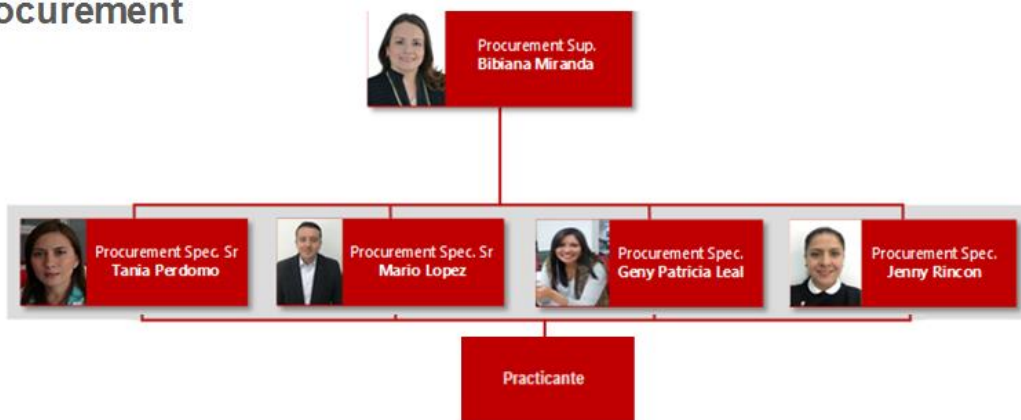 ocurement
Procurement Sup.
Bibiana Miranda
Procurement Spec. Sr
Tania Perdomo
Procurement Spec. Sr
Mario Lopez
Procurement Spec.
Geny Patricia Leal
Procurement Spec.
Jenny Rincon
Practicante